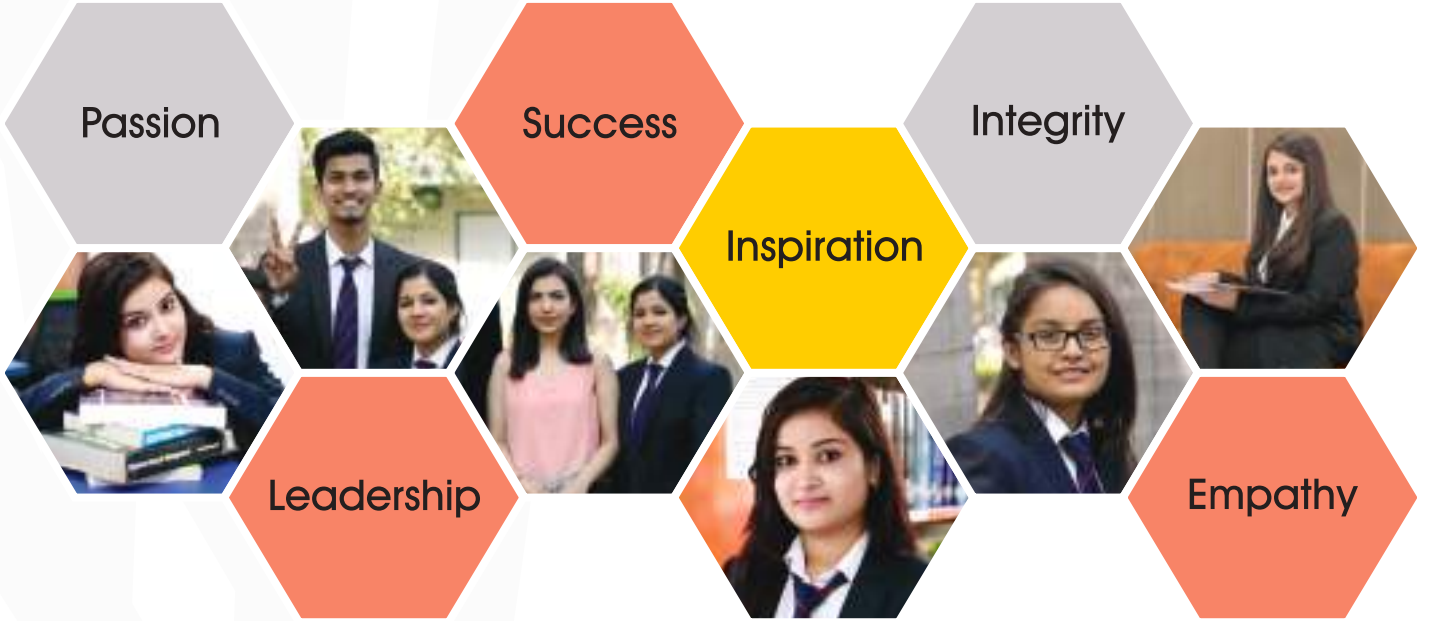 Passion
Success
Integrity
Inspiration
Leadership
Empathy